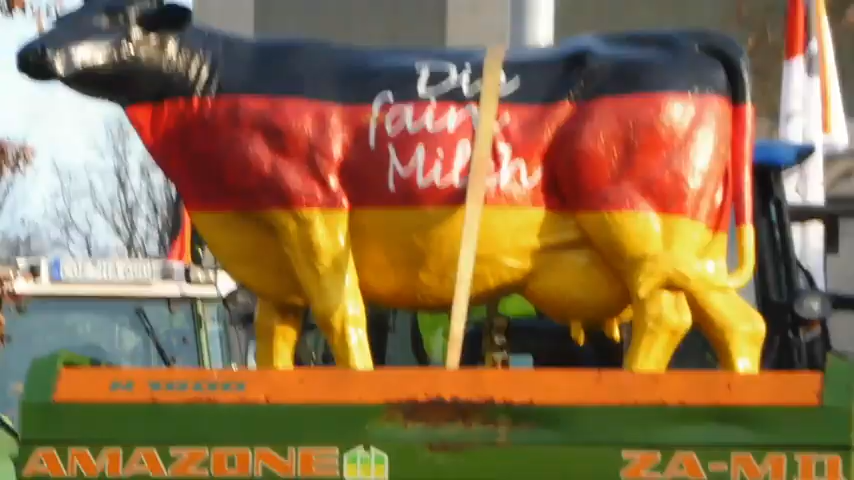 Die
faire
Milch
AMAZONE
ZA-M